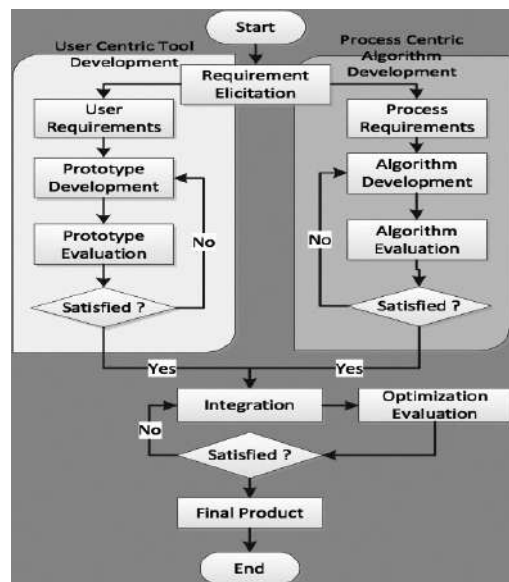 Start
User Centric Tool
Development
Process Centric
Algorithm
Development
Requirement
Elicitation
User
Requirements
Process
Requirements
Prototype
Development
Algorithm
Development
No
No
Prototype
Evaluation
Algorithm
Evaluation
Satisfied ?
Satisfied ?
Yes
Yes
Integration
Optimization
Evaluation
No
Satisfied ?
Final Product
End